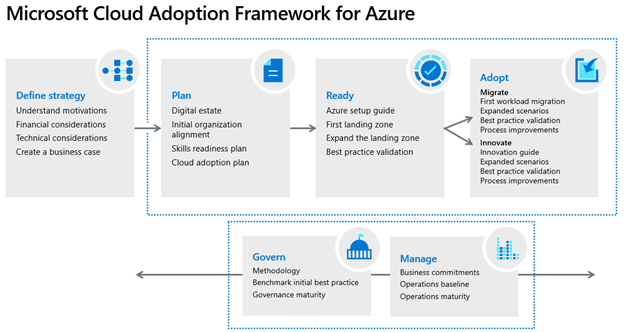 Microsoft Cloud Adoption Framework for Azure
Define strategy
Understand motivations
Financial considerations
Technical considerations
Create a business case
Plan
Digital estate
Initial organization
alignment
Skills readiness plan
Cloud adoption plan
Ready
Azure setup guide
First landing zone
Expand the landing zone
Best practice validation
Adopt
Migrate
First workload migration
Expanded scenarios
Best practice validation
Process improvements
Innovate
Innovation guide
Expanded scenarios
Best practice validation
Process improvements
Govern
Methodology
Benchmark initial best practice
Governance maturity
Manage
Business commitments
Operations baseline
Operations maturity